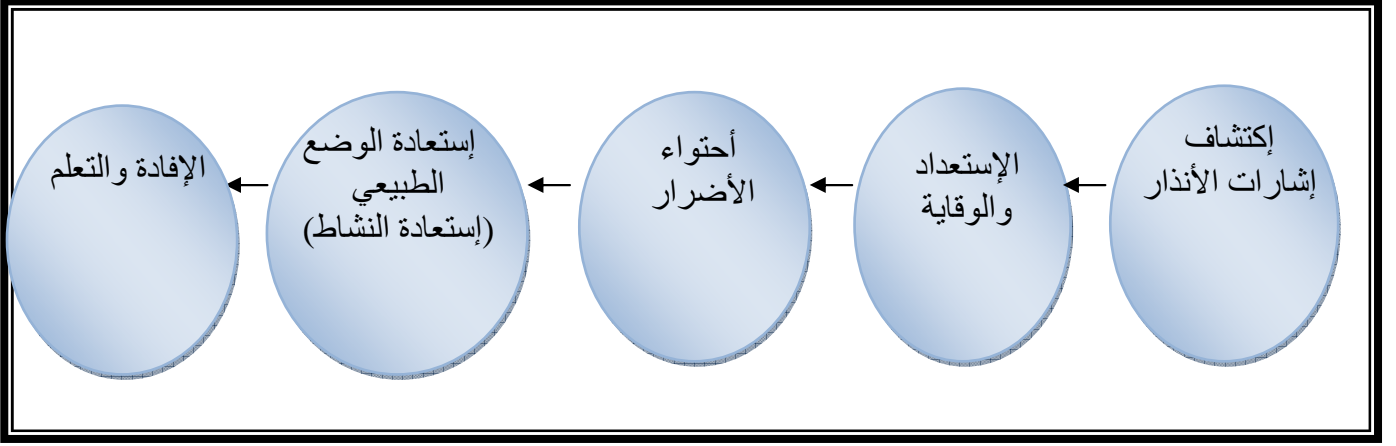 إكتشاف
إشارات الأنذار
الإستعداد
والوقاية
أحتواء
الأضرار
إستعادة الوضع
الطبيعي
(إستعادة النشاط)
الإفادة والتعلم